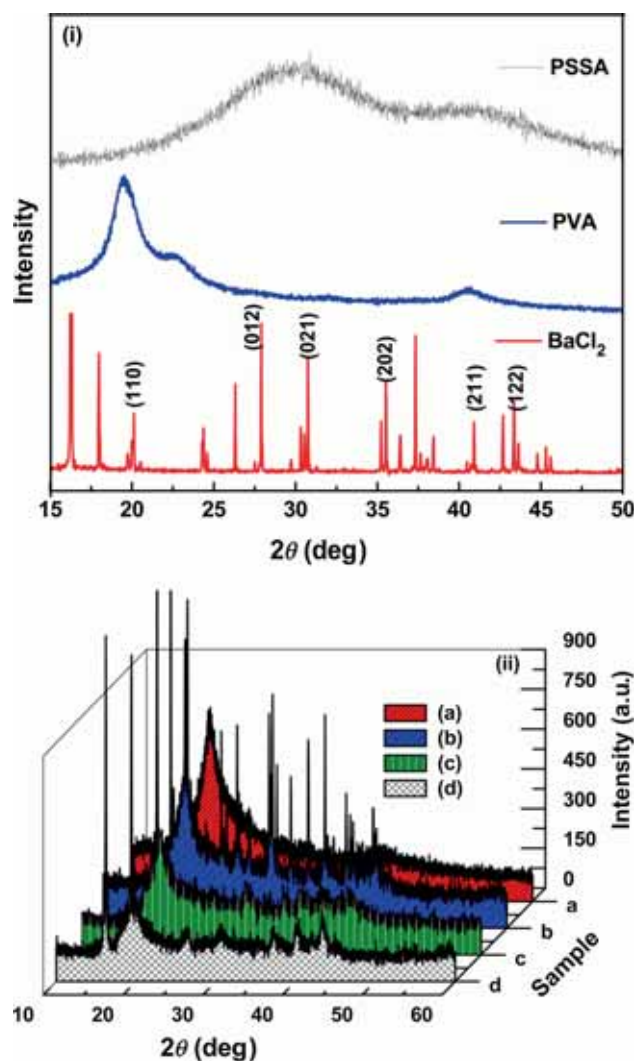 (i)
PSSA
PVA
BaCl₂
(110)
(012)
(021)
(202)
(211)
(122)
Intensity
15 20 25 30 35 40 45 50
2θ (deg)
(ii)
900
750
600
450
300
150
0
Intensity (a.u.)
(a)
(b)
(c)
(d)
a
b
c
d
Sample
10 20 30 40 50 60
2θ (deg)